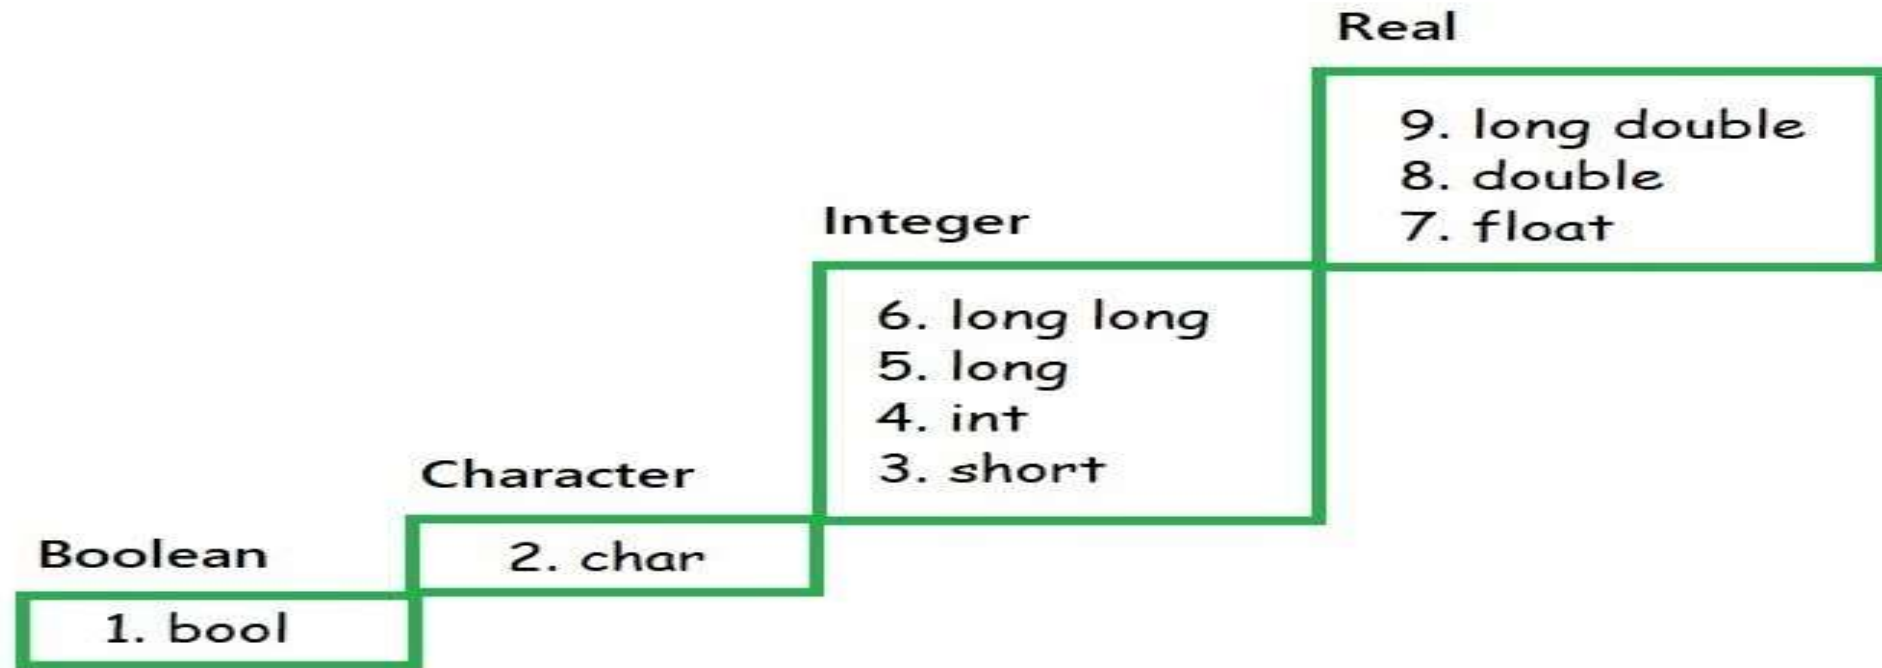 Real
9. long double
8. double
7. float
Integer
6. long long
5. long
4. int
3. short
Character
2. char
Boolean
1. bool